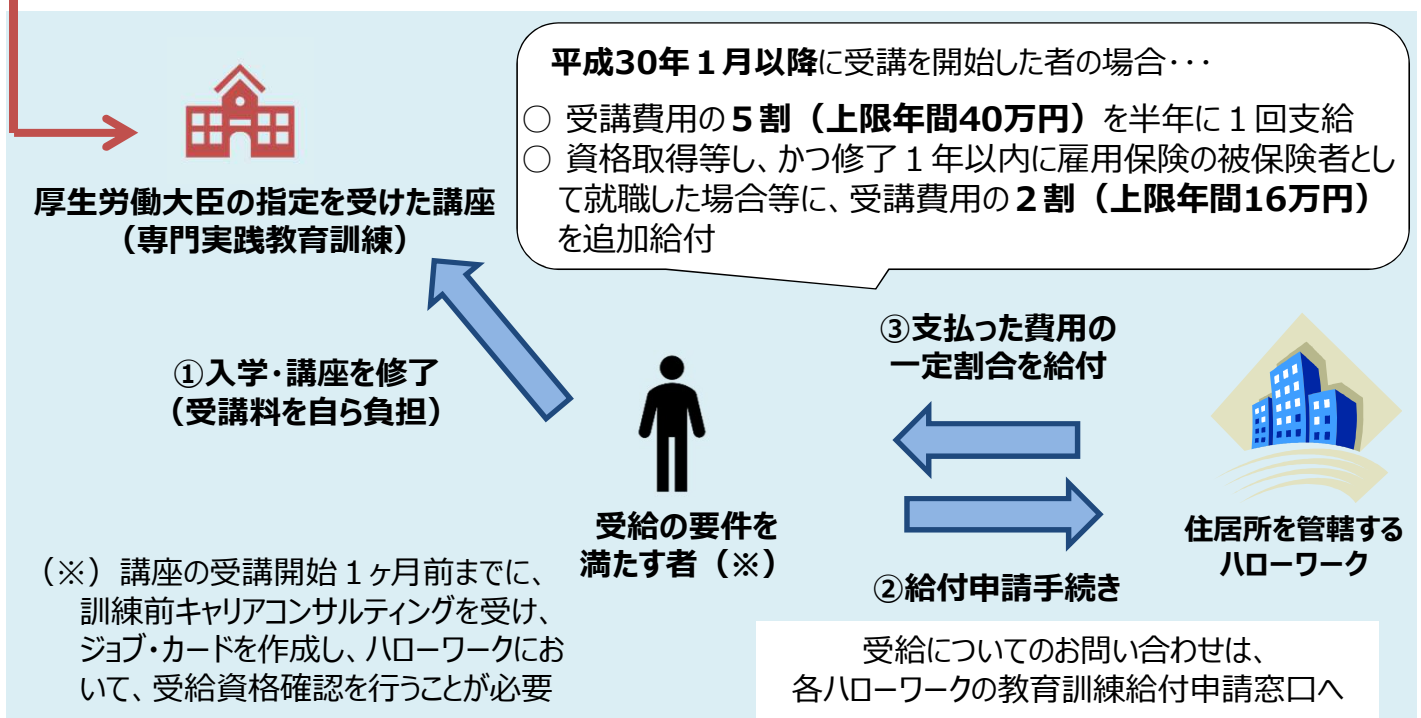 平成30年１月以降に受講を開始した者の場合・・・
○ 受講費用の５割（上限年間40万円）を半年に１回支給
○ 資格取得等し、かつ修了１年以内に雇用保険の被保険者とし
て就職した場合等に、受講費用の２割（上限年間16万円）
を追加給付
厚生労働大臣の指定を受けた講座
（専門実践教育訓練）
①入学・講座を修了
（受講料を自ら負担）
③支払った費用の
一定割合を給付
受給の要件を
満たす者（※）
②給付申請手続き
住居所を管轄する
ハローワーク
（※）講座の受講開始１ヶ月前までに、
訓練前キャリアコンサルティングを受け、
ジョブ・カードを作成し、ハローワークにお
いて、受給資格確認を行うことが必要
受給についてのお問い合わせは、
各ハローワークの教育訓練給付申請窓口へ